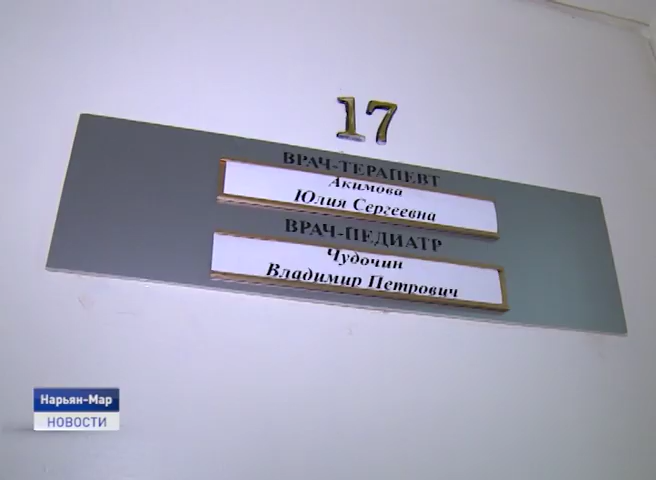 17
ВРАЧ-ТЕРАПЕВТ
Акимова
Юлия Сергеевна
ВРАЧ-ПЕДИАТР
Чудочин
Владимир Петрович
Нарьян-Мар
НОВОСТИ